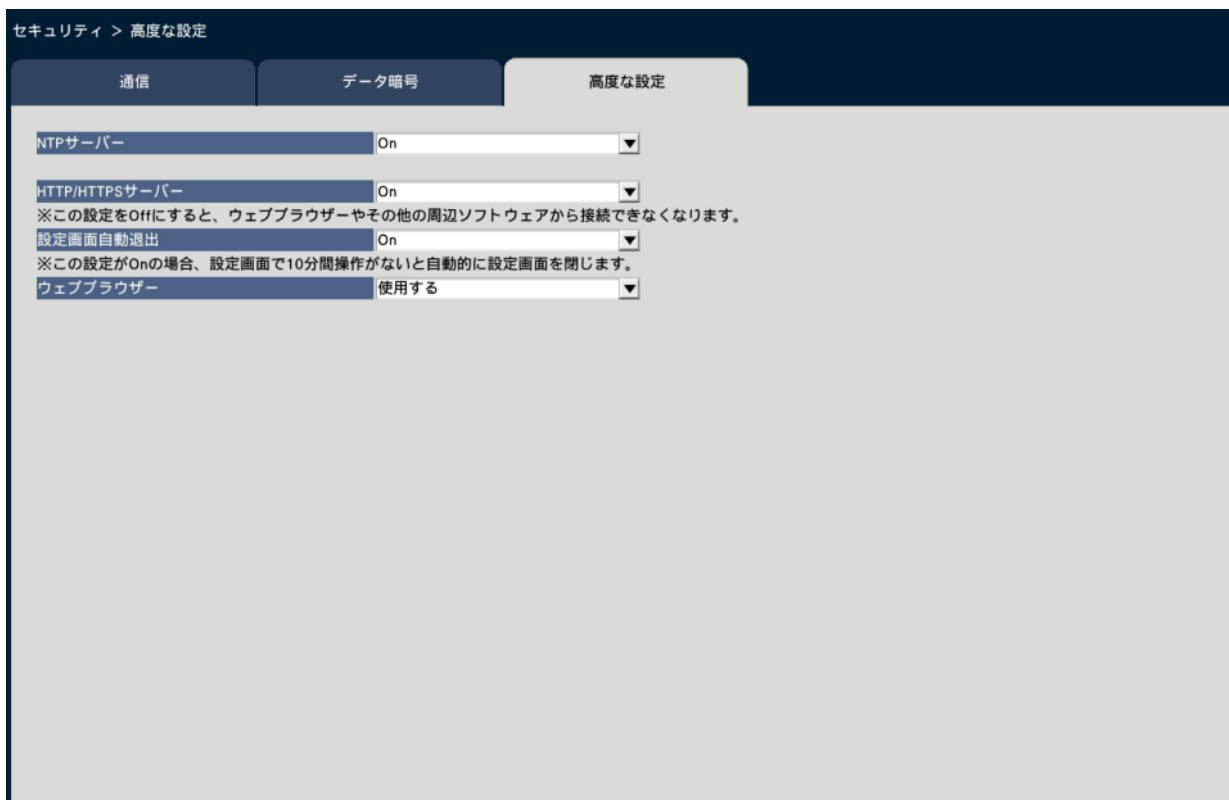 セキュリティ > 高度な設定
通信 データ暗号 高度な設定
NTPサーバー On
HTTP/HTTPSサーバー On
※この設定をOffにすると、ウェブブラウザーやその他の周辺ソフトウェアから接続できなくなります。
設定画面自動退出 On
※この設定がOnの場合、設定画面で10分間操作がないと自動的に設定画面を閉じます。
ウェブブラウザー 使用する